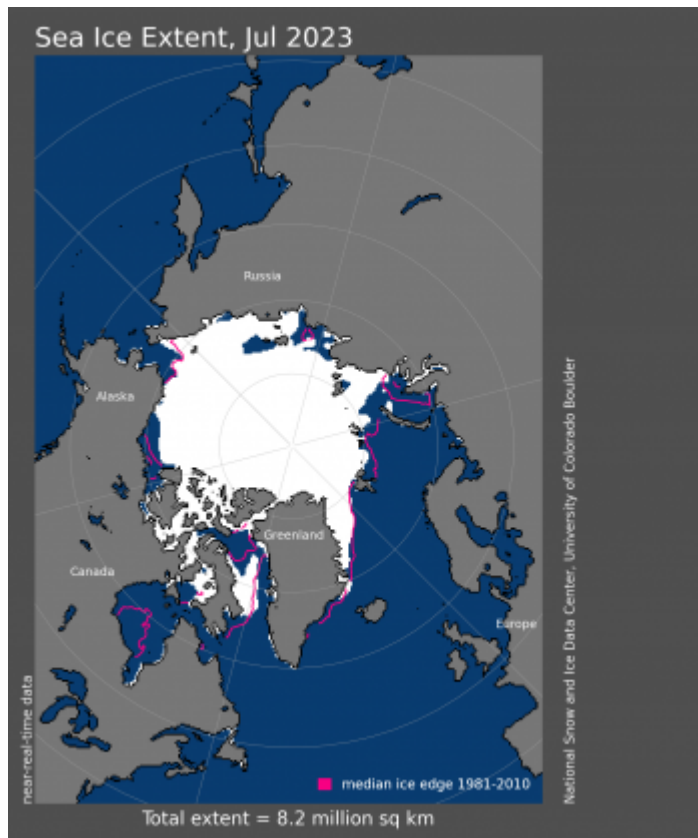 Sea Ice Extent, Jul 2023
Russia
Alaska
Greenland
Canada
Europe
near-real-time data
National Snow and Ice Data Center, University of Colorado Boulder
median ice edge 1981-2010
Total extent = 8.2 million sq km